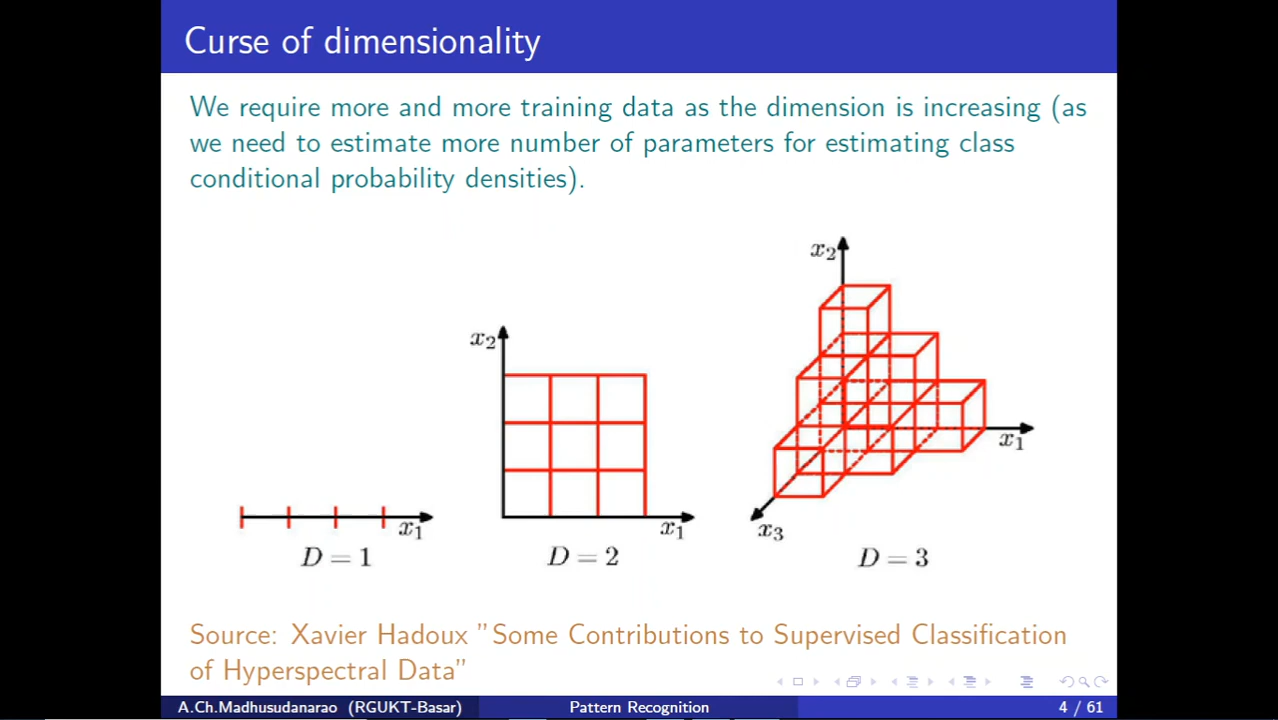 Curse of dimensionality
We require more and more training data as the dimension is increasing (as
we need to estimate more number of parameters for estimating class
conditional probability densities).
x2
x1
D = 1
x2
x1
D = 2
x2
x1
x3
D = 3
Source: Xavier Hadoux "Some Contributions to Supervised Classification
of Hyperspectral Data"
A.Ch.Madhusudanarao (RGUKT-Basar) Pattern Recognition 4 / 61